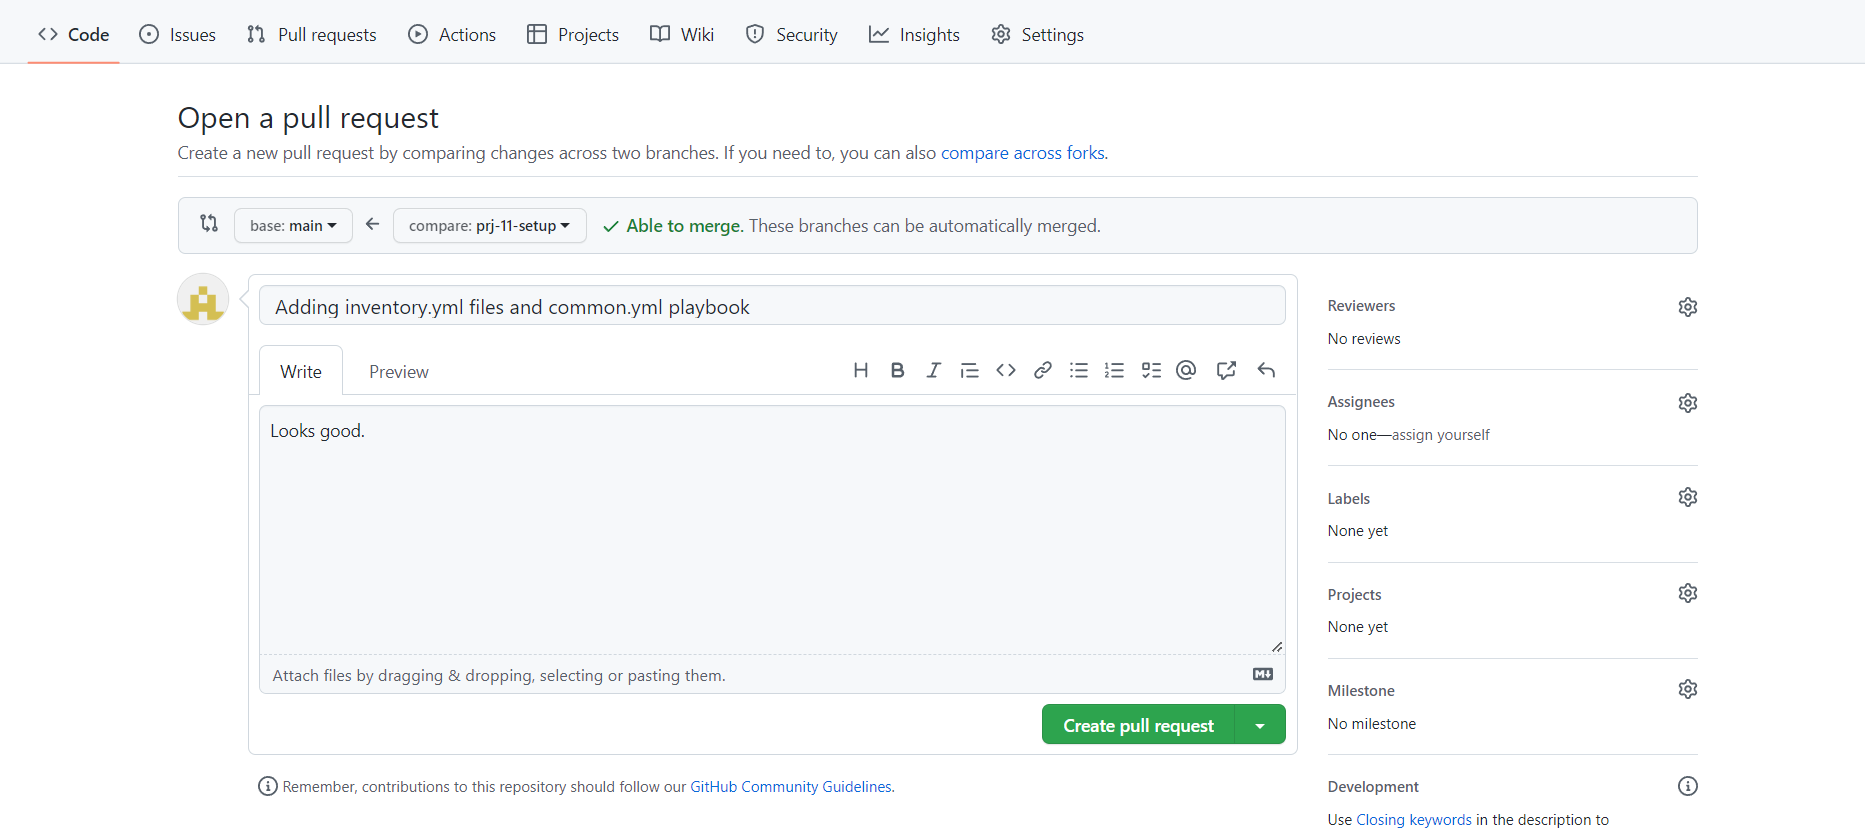 Code Issues Pull requests Actions Projects Wiki Security Insights Settings
Open a pull request
Create a new pull request by comparing changes across two branches. If you need to, you can also compare across forks.
base: main compare: prj-11-setup Able to merge. These branches can be automatically merged.
Adding inventory.yml files and common.yml playbook
Write Preview
Looks good.
Attach files by dragging & dropping, selecting or pasting them.
Create pull request
Remember, contributions to this repository should follow our GitHub Community Guidelines.
Reviewers
No reviews
Assignees
No one—assign yourself
Labels
None yet
Projects
None yet
Milestone
No milestone
Development
Use Closing keywords in the description to